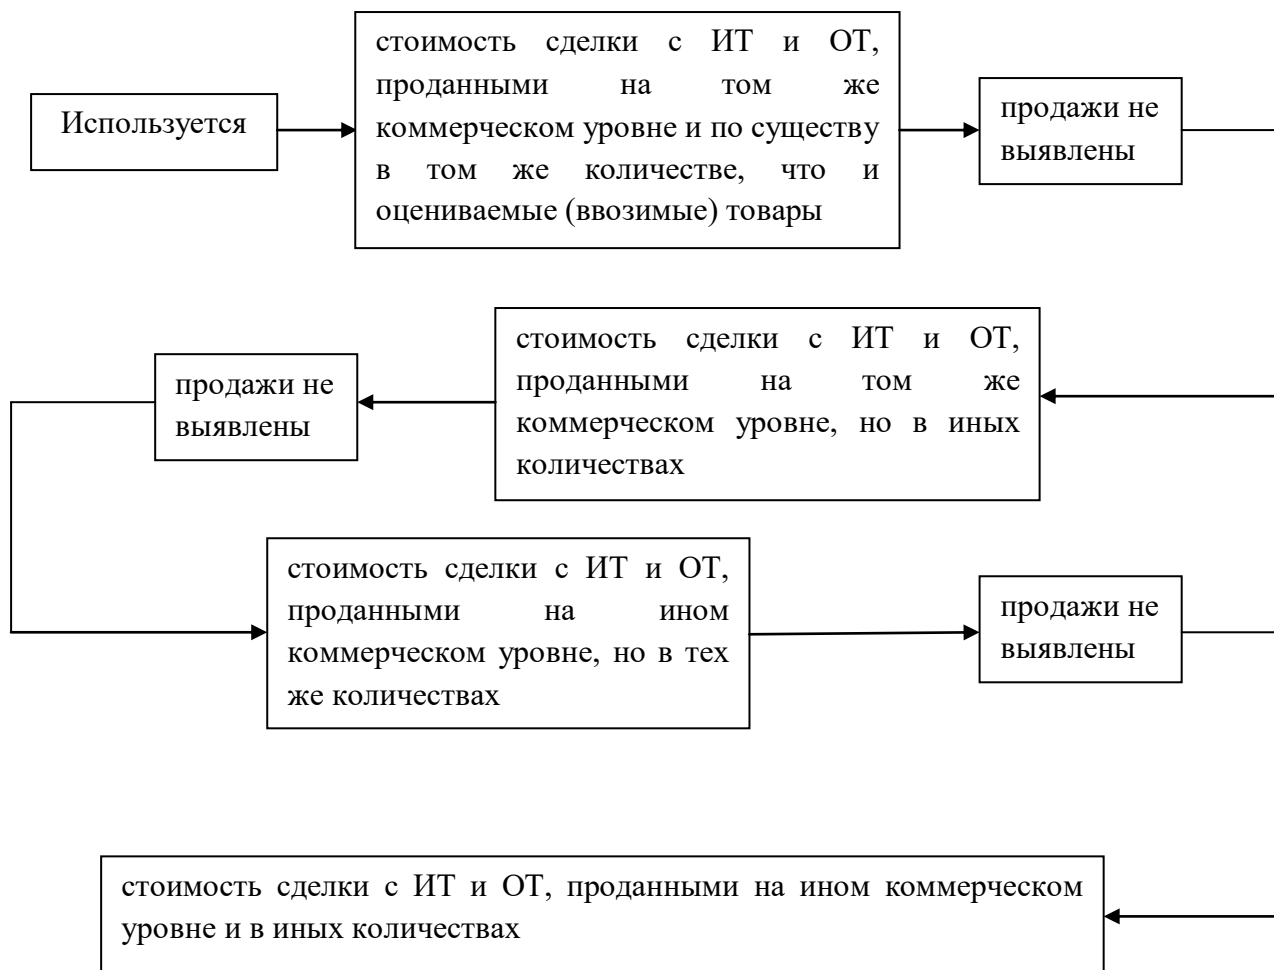 Используется
стоимость сделки с ИТ и ОТ,
проданными на том же
коммерческом уровне и по существу
в том же количестве, что и
оцениваемые (ввозимые) товары
продажи не
выявлены
стоимость сделки с ИТ и ОТ,
проданными на том же
коммерческом уровне, но в иных
количествах
продажи не
выявлены
стоимость сделки с ИТ и ОТ,
проданными на ином
коммерческом уровне, но в тех
же количествах
продажи не
выявлены
стоимость сделки с ИТ и ОТ, проданными на ином коммерческом
уровне и в иных количествах